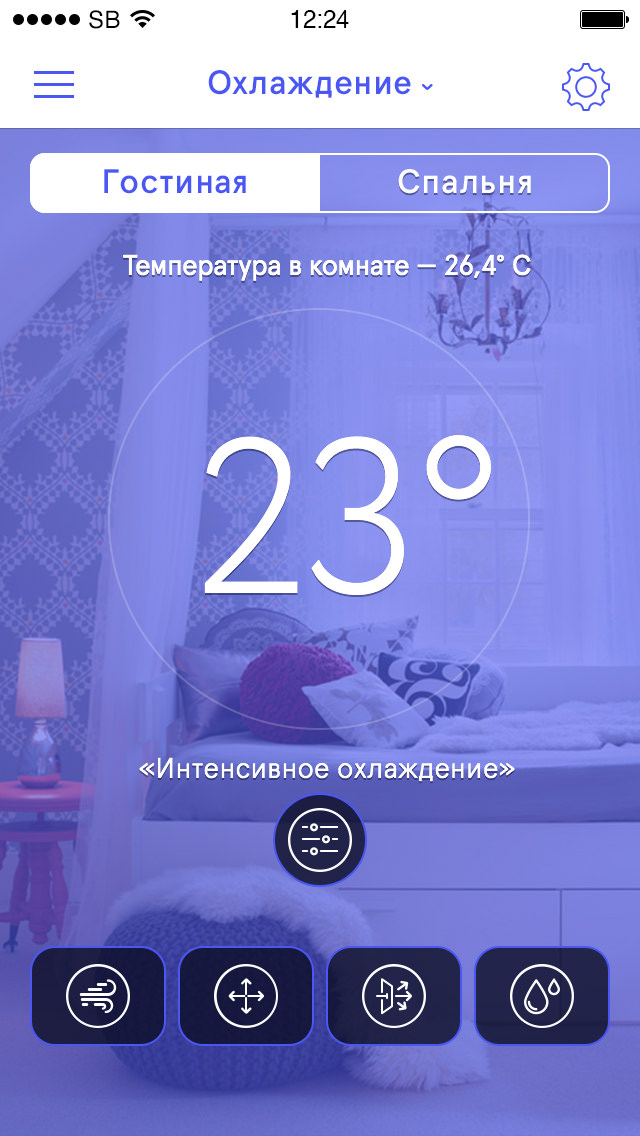 SB 12:24
Охлаждение
Гостиная Спальня
Температура в комнате — 26,4° C
23°
«Интенсивное охлаждение»